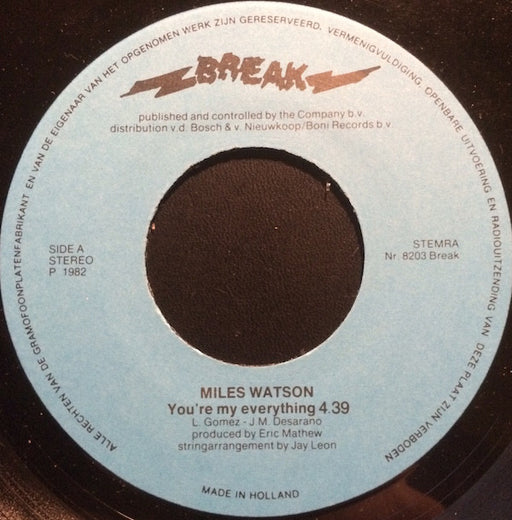 ALLE RECHTEN VAN DE GRAMOFOONPLATENFABRIKANT EN VAN DE EIGENAAR VAN HET OPGENOMEN WERK ZIJN GERESERVEERD. VERMENIGVULDIGING, OPENBARE UITVOERING EN RADIOUITZENDING VAN DEZE PLAAT ZIJN VERBODEN
BREAK
published and controlled by the Company b.v.
distribution v.d. Bosch & v. Nieuwkoop/Boni Records b.v
SIDE A
STEREO
P 1982
STEMRA
Nr. 8203 Break
MILES WATSON
You're my everything 4.39
L. Gomez - J.M. Desarano
produced by Eric Mathew
stringarrangement by Jay Leon
MADE IN HOLLAND